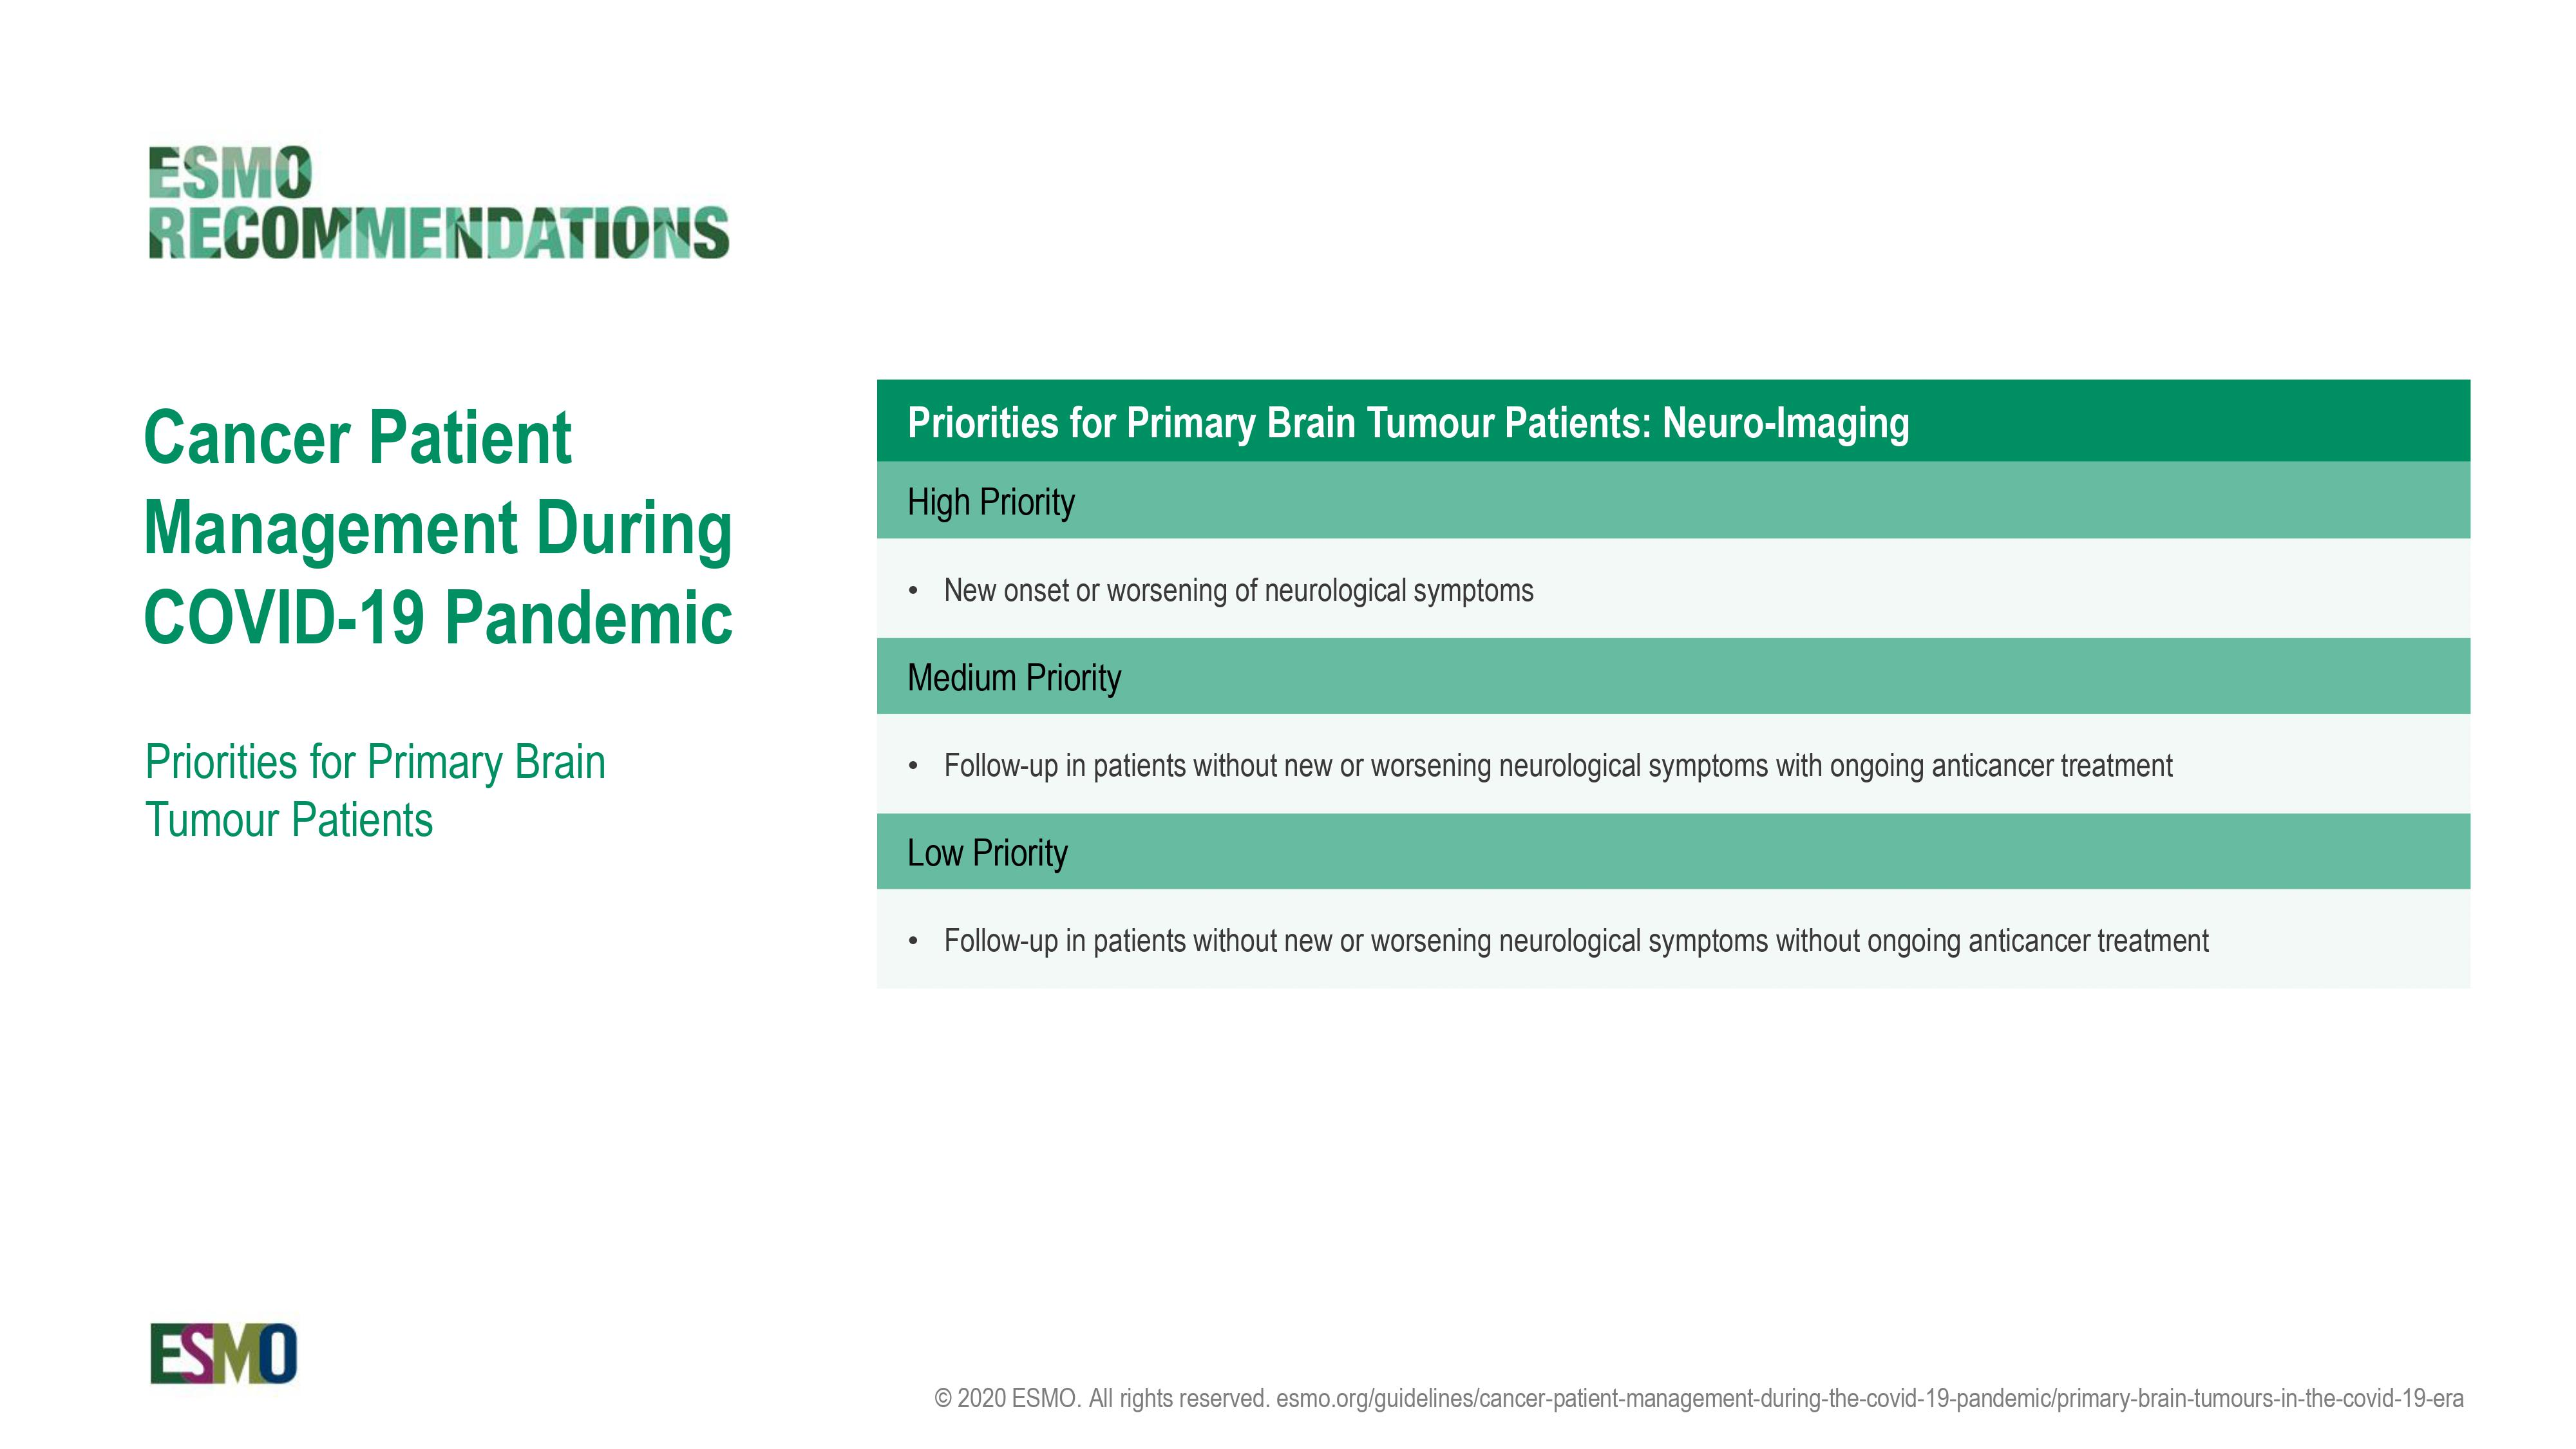 ESMO
RECOMMENDATIONS
Cancer Patient
Management During
COVID-19 Pandemic
Priorities for Primary Brain
Tumour Patients
Priorities for Primary Brain Tumour Patients: Neuro-Imaging
High Priority
• New onset or worsening of neurological symptoms
Medium Priority
• Follow-up in patients without new or worsening neurological symptoms with ongoing anticancer treatment
Low Priority
• Follow-up in patients without new or worsening neurological symptoms without ongoing anticancer treatment
ESMO
© 2020 ESMO. All rights reserved. esmo.org/guidelines/cancer-patient-management-during-the-covid-19-pandemic/primary-brain-tumours-in-the-covid-19-era